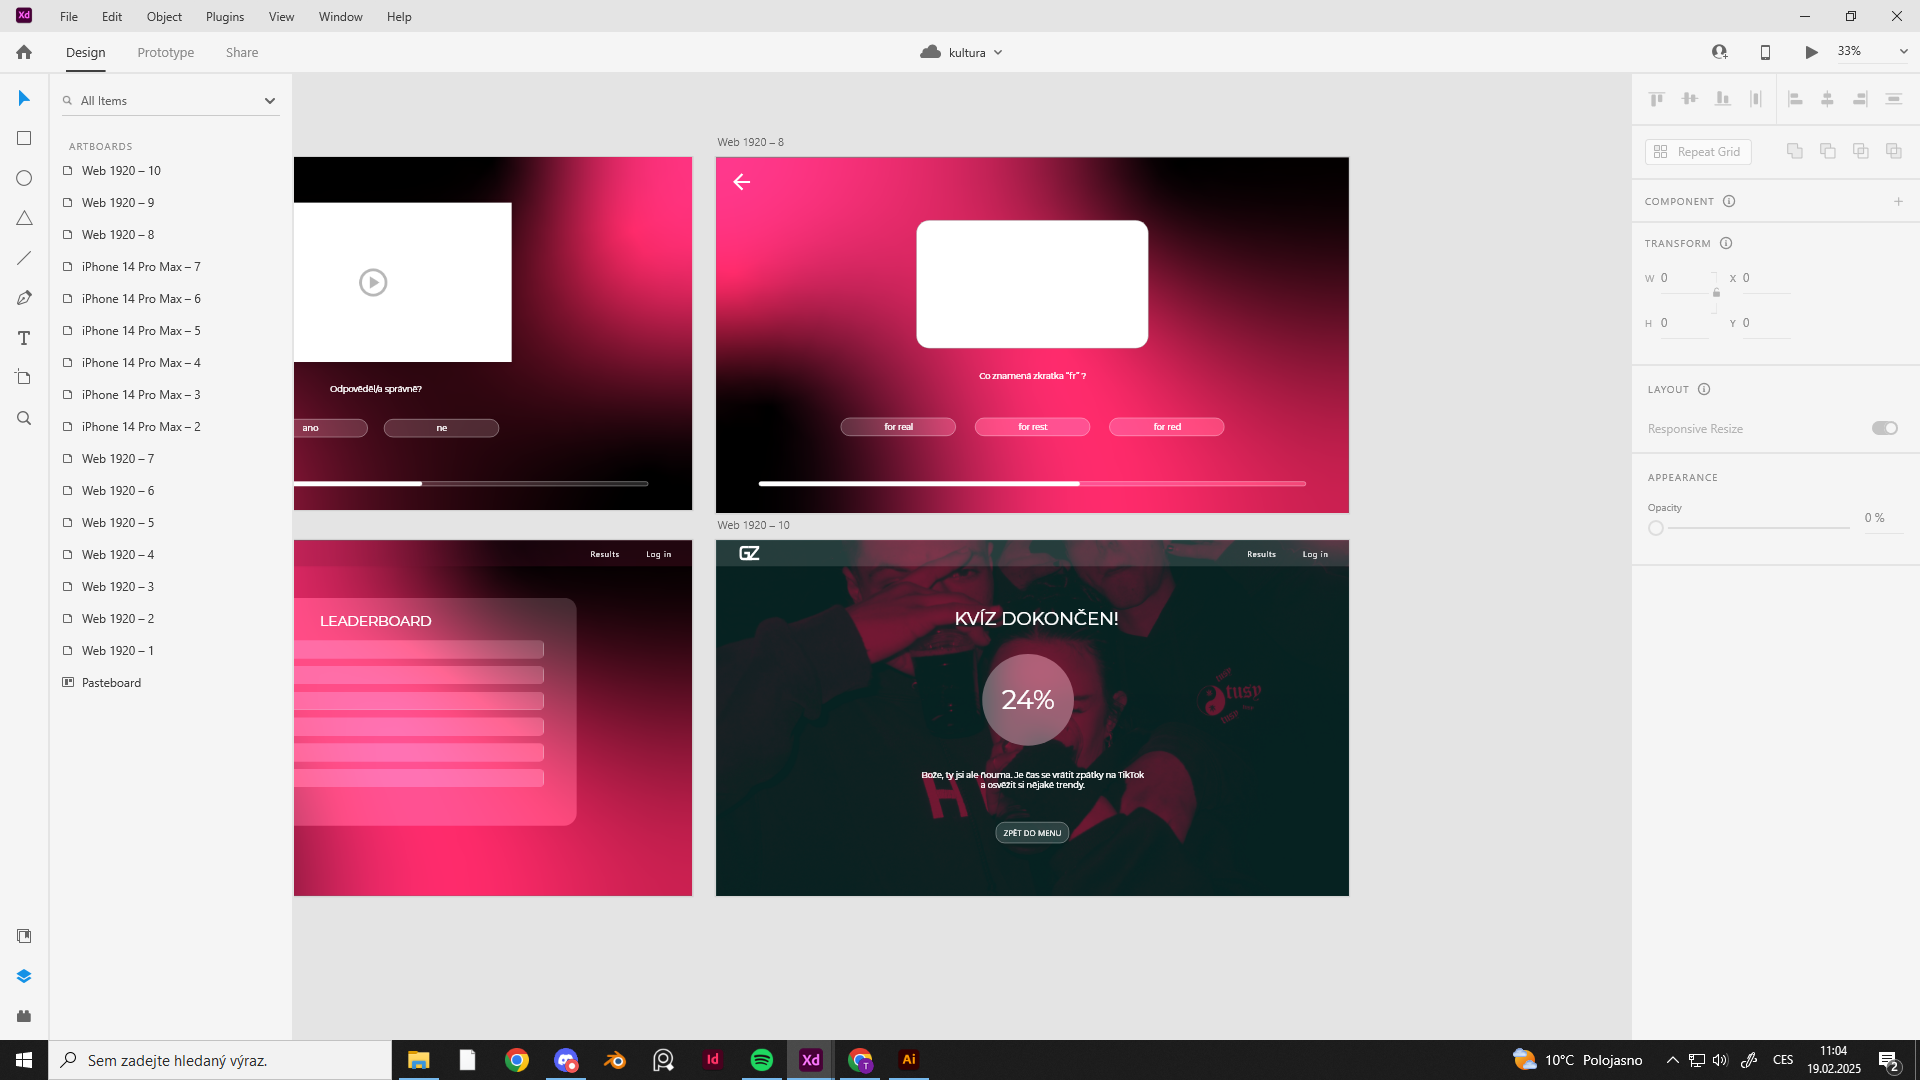 Xd File Edit Object Plugins View Window Help
Design Prototype Share
kultura
33%
All Items
ARTBOARDS
Web 1920 – 10
Web 1920 – 9
Web 1920 – 8
iPhone 14 Pro Max – 7
iPhone 14 Pro Max – 6
iPhone 14 Pro Max – 5
iPhone 14 Pro Max – 4
iPhone 14 Pro Max – 3
iPhone 14 Pro Max – 2
Web 1920 – 7
Web 1920 – 6
Web 1920 – 5
Web 1920 – 4
Web 1920 – 3
Web 1920 – 2
Web 1920 – 1
Pasteboard
Odpověděl/a správně?
ano ne
Web 1920 – 8
Co znamená zkratka "fr" ?
for real for rest for red
Results Log in
LEADERBOARD
Web 1920 – 10
GZ Results Log in
KVÍZ DOKONČEN!
24%
tusy
H
Bože, ty jsi ale ňouma. Je čas se vrátit zpátky na TikTok
a osvěžit si nějaké trendy.
ZPĚT DO MENU
Repeat Grid
COMPONENT
TRANSFORM
W 0 X 0
H 0 Y 0
LAYOUT
Responsive Resize
APPEARANCE
Opacity
0 %
Sem zadejte hledaný výraz.
Id Xd T Ai
10°C Polojasno
CES
11:04
19.02.2025
2